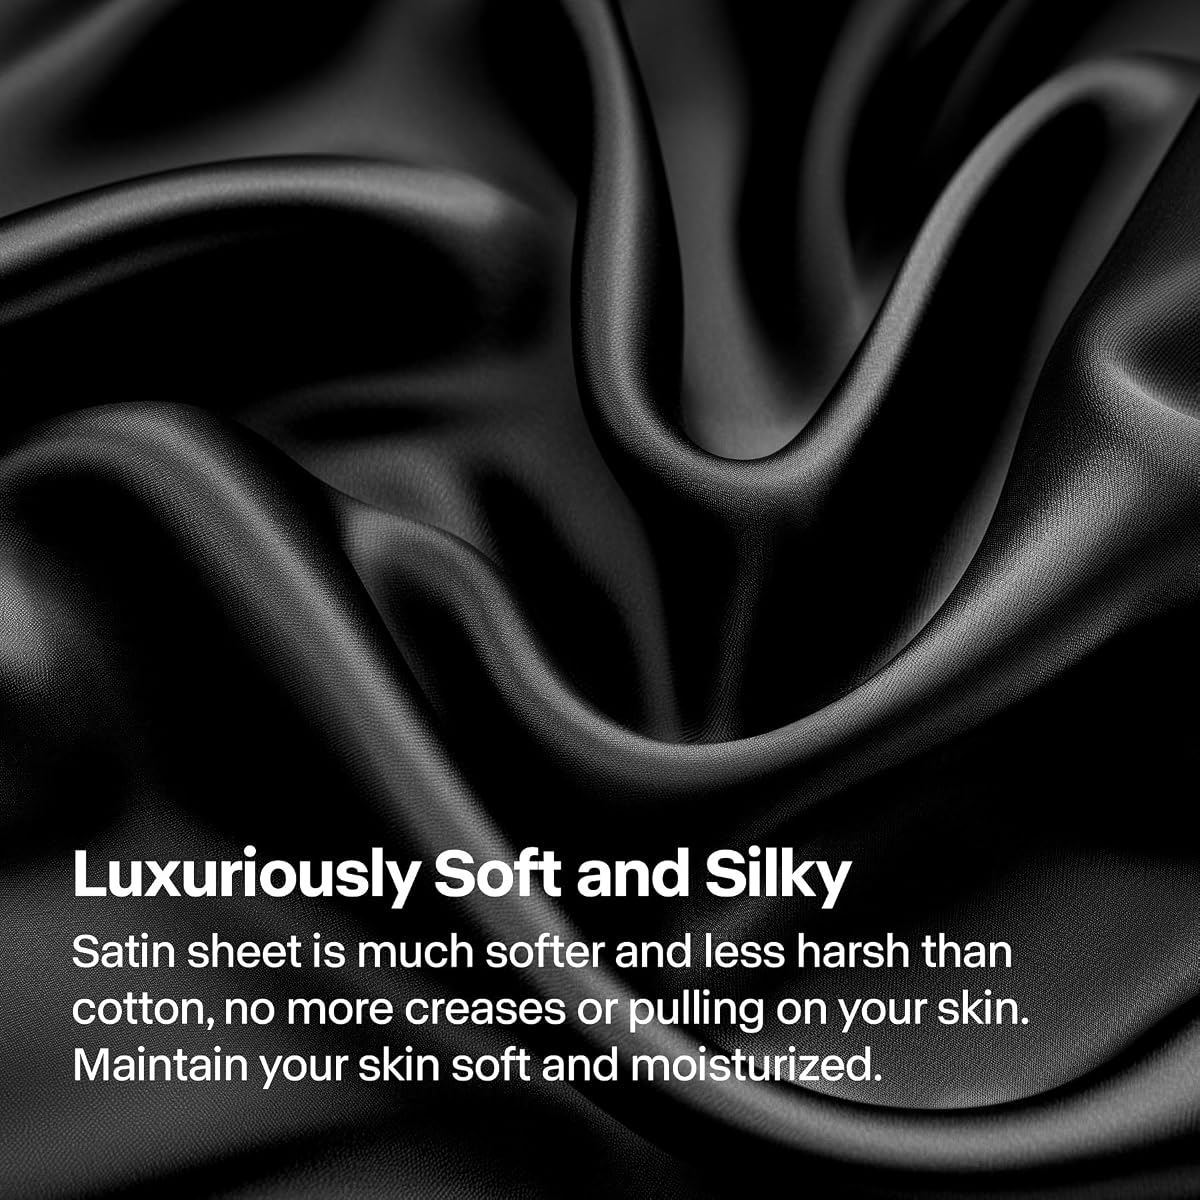 Luxuriously Soft and Silky
Satin sheet is much softer and less harsh than
cotton, no more creases or pulling on your skin.
Maintain your skin soft and moisturized.